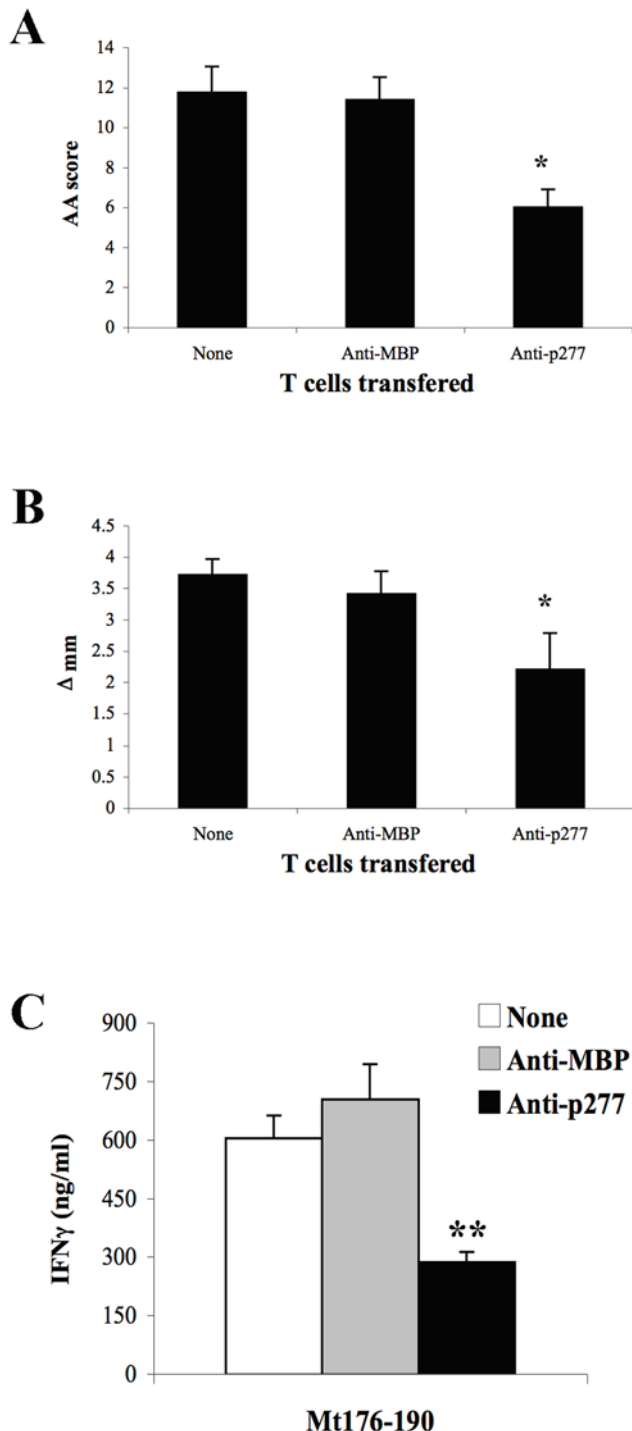 A
14
12
10
8
6
4
2
0
AA score
*
None Anti-MBP Anti-p277
T cells transfered
B
4.5
4
3.5
3
2.5
2
1.5
1
0.5
0
Δ mm
*
None Anti-MBP Anti-p277
T cells transfered
C
900
750
600
450
300
150
0
IFNγ (ng/ml)
None
Anti-MBP
Anti-p277
**
Mt176-190